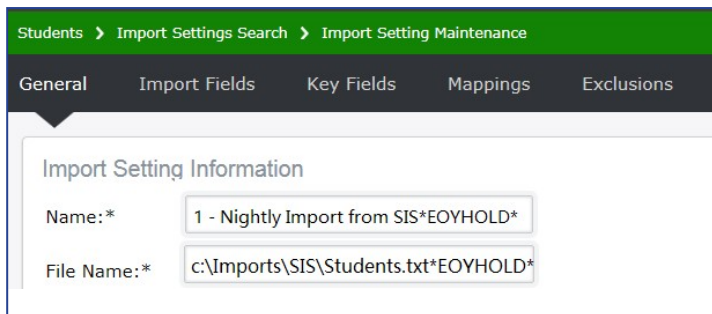 Students > Import Settings Search > Import Setting Maintenance
General Import Fields Key Fields Mappings Exclusions
Import Setting Information
Name:* 1 - Nightly Import from SIS*EOYHOLD*
File Name:* c:\Imports\SIS\Students.txt*EOYHOLD*